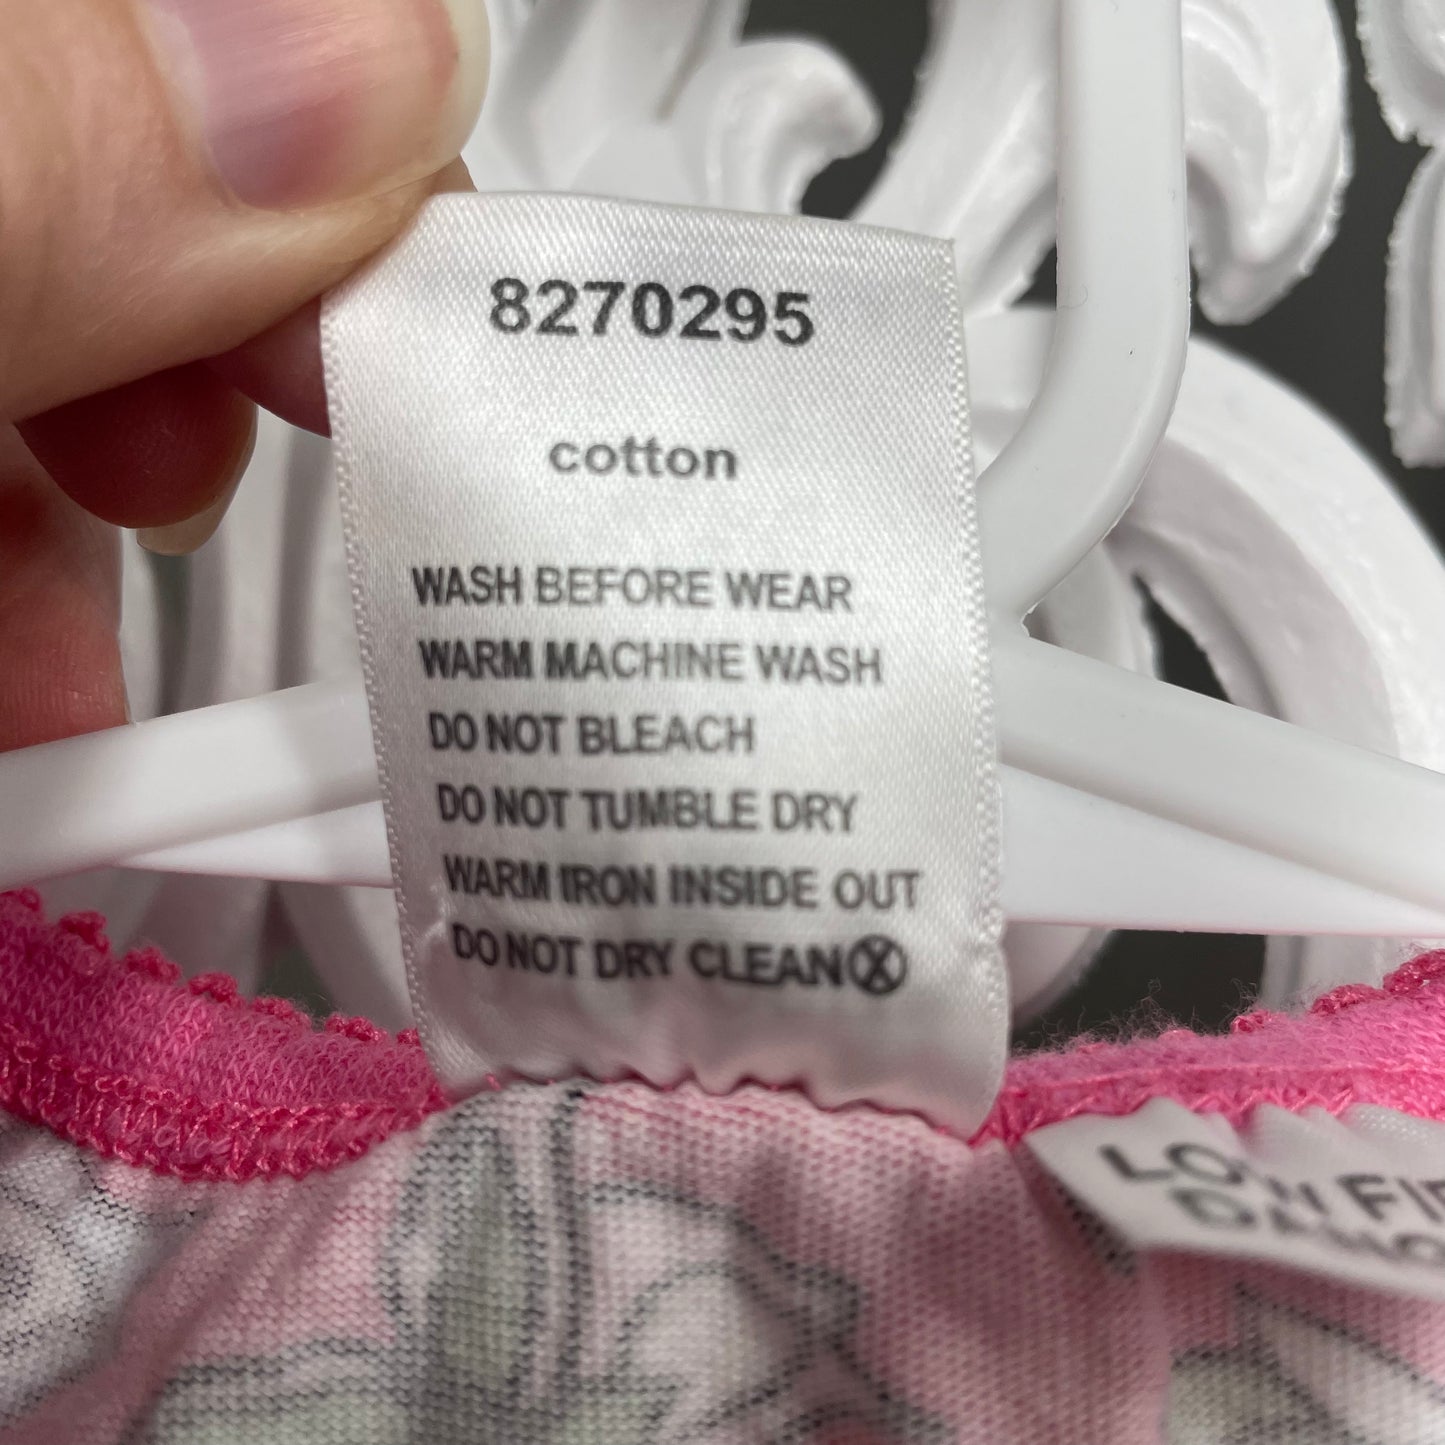 8270295
cotton
WASH BEFORE WEAR
WARM MACHINE WASH
DO NOT BLEACH
DO NOT TUMBLE DRY
WARM IRON INSIDE OUT
DO NOT DRY CLEAN
LOW